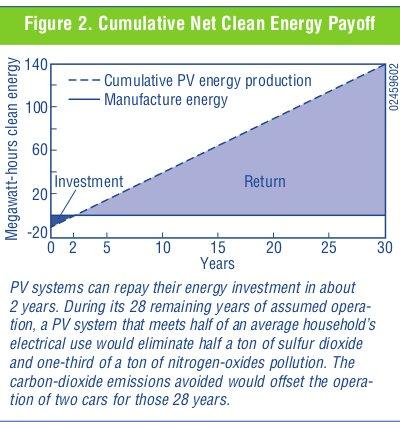 Figure 2. Cumulative Net Clean Energy Payoff
Megawatt-hours clean energy
140
100
60
20
-20
Cumulative PV energy production
Manufacture energy
Investment
Return
02459602
0 2 5 10 15 20 25 30
Years
PV systems can repay their energy investment in about
2 years. During its 28 remaining years of assumed opera-
tion, a PV system that meets half of an average household's
electrical use would eliminate half a ton of sulfur dioxide
and one-third of a ton of nitrogen-oxides pollution. The
carbon-dioxide emissions avoided would offset the opera-
tion of two cars for those 28 years.